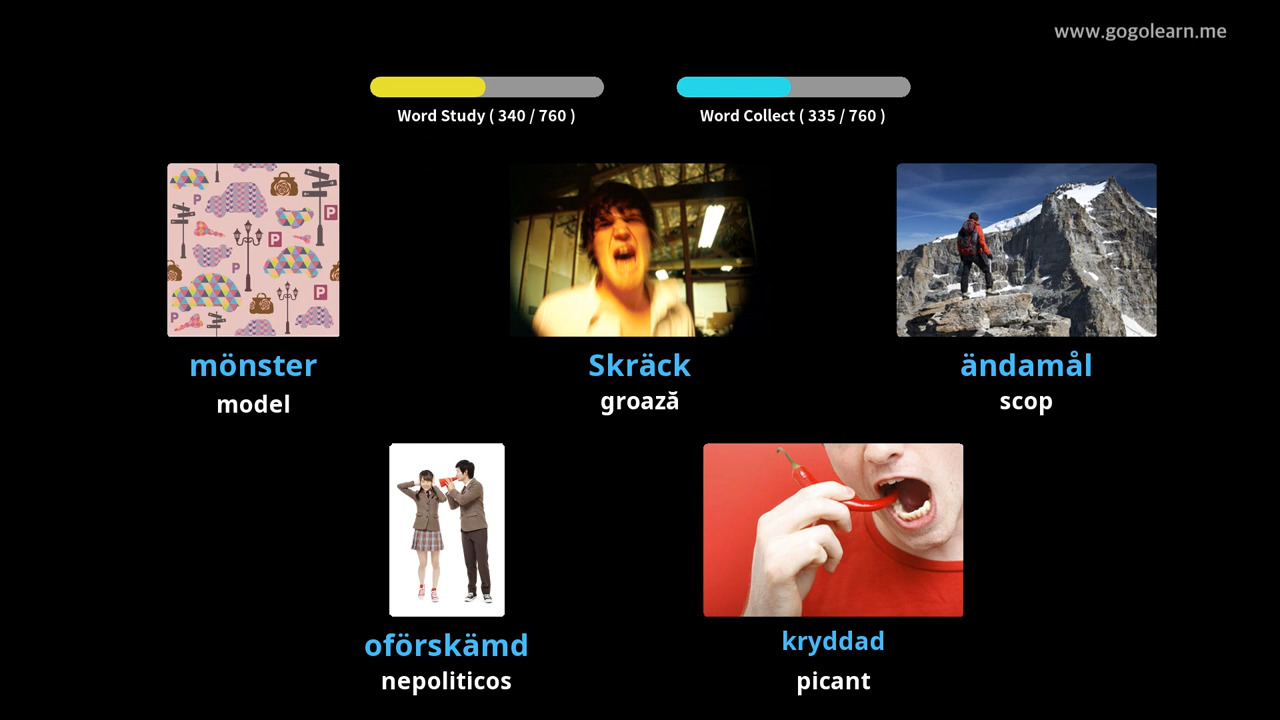 www.gogolearn.me
Word Study ( 340 / 760 )
Word Collect ( 335 / 760 )
P
P
P
P
P
P
mönster
model
Skräck
groază
ändamål
scop
oförskämd
nepoliticos
kryddad
picant